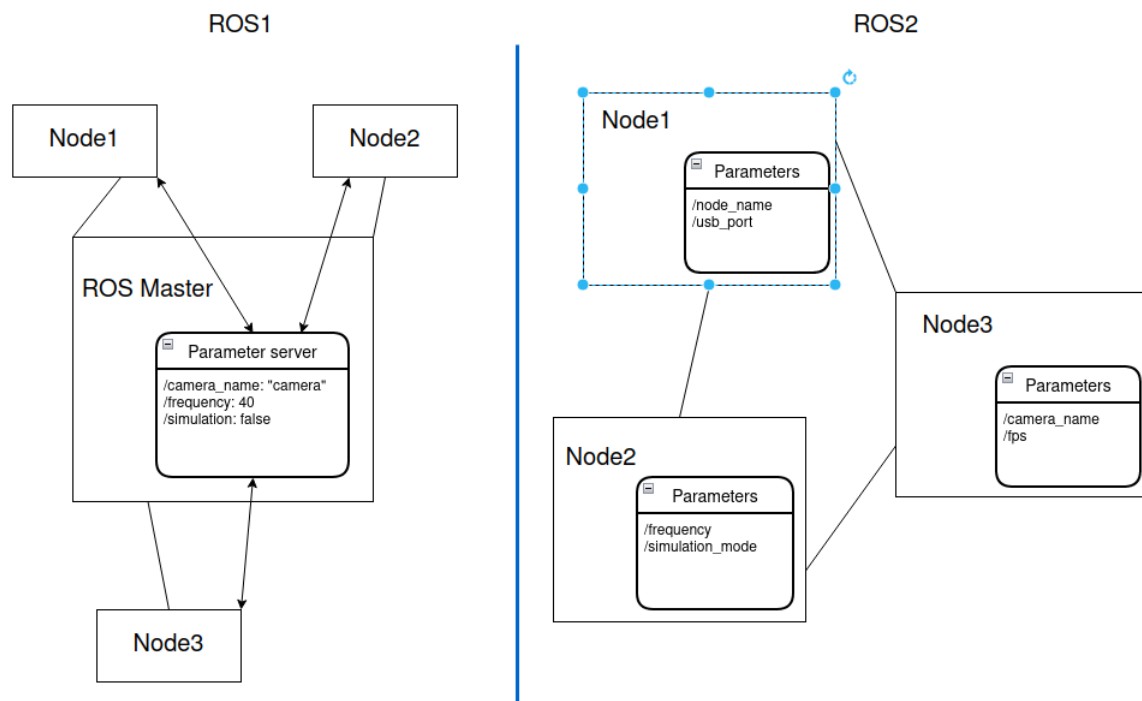 ROS1
Node1
Node2
ROS Master
Parameter server
/camera_name: "camera"
/frequency: 40
/simulation: false
Node3
ROS2
Node1
Parameters
/node_name
/usb_port
Node3
Parameters
/camera_name
/fps
Node2
Parameters
/frequency
/simulation_mode